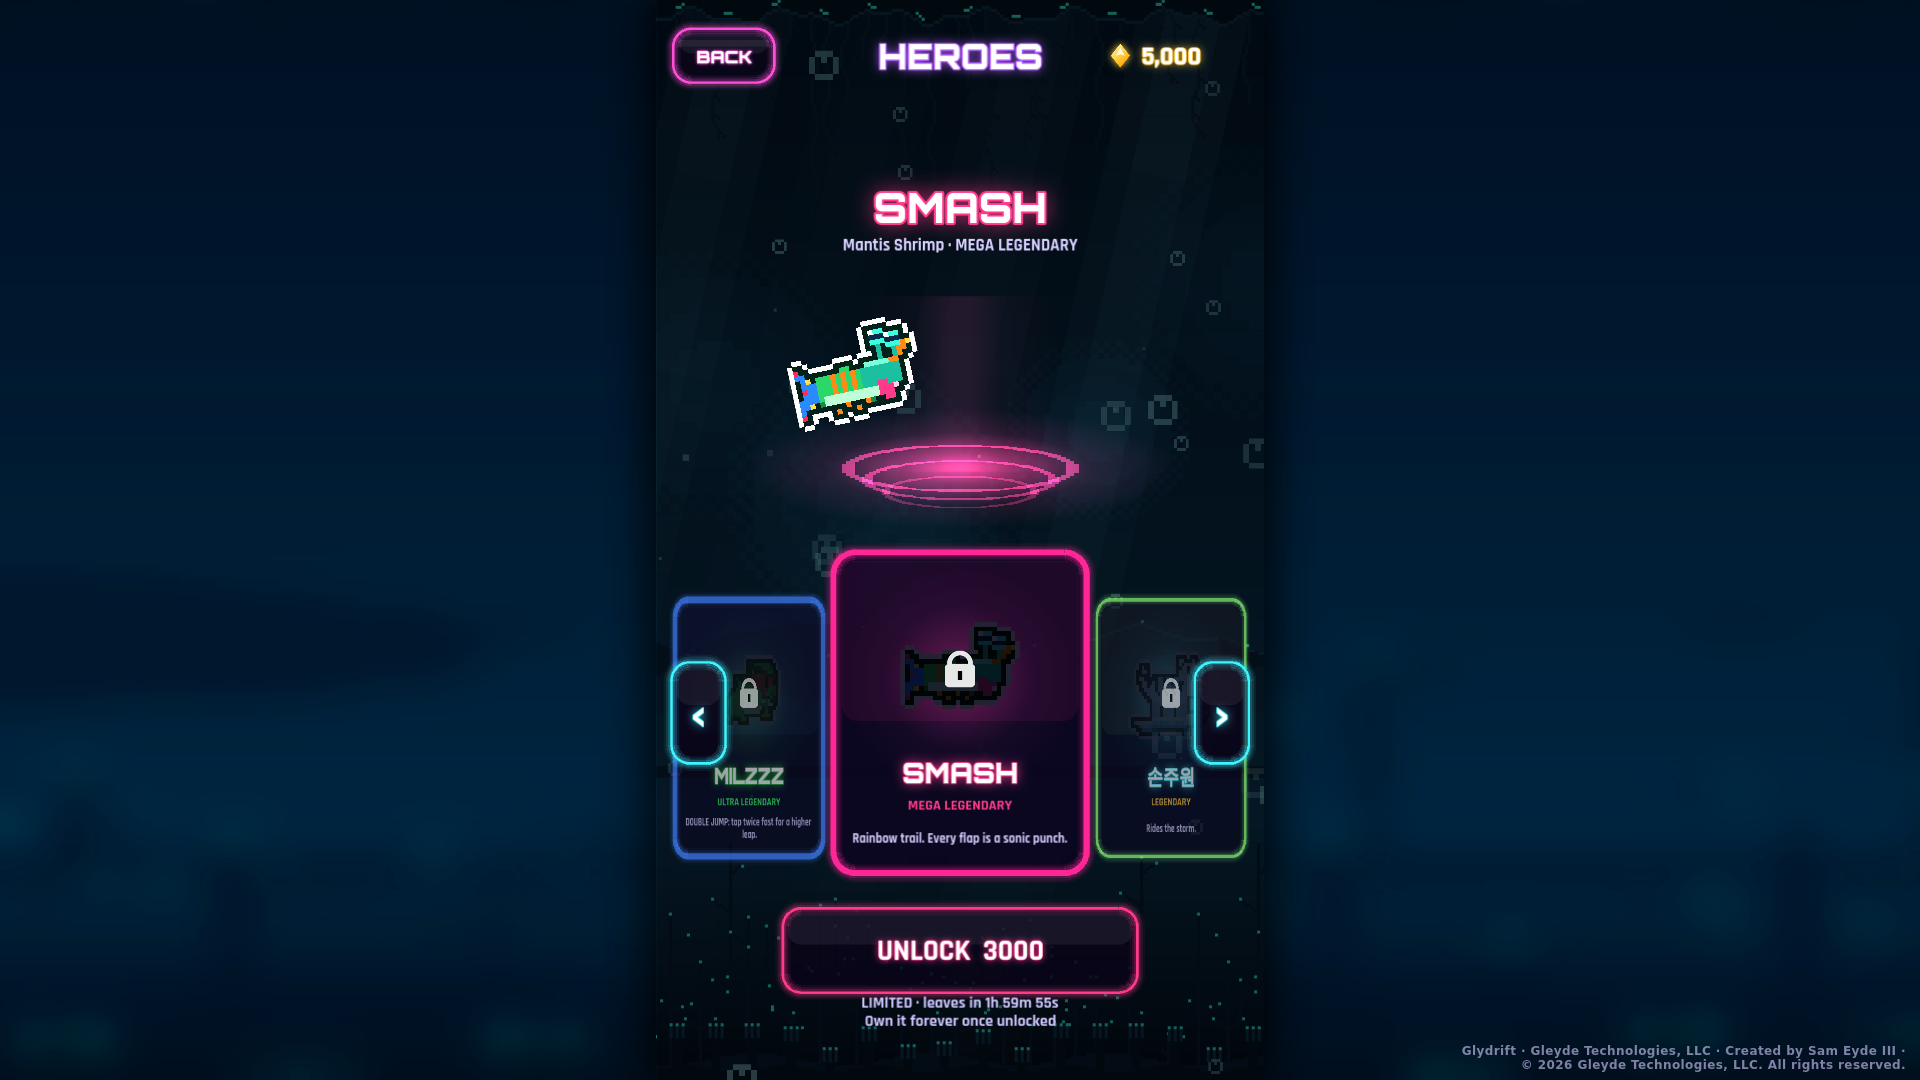 BACK
HEROES
5,000
SMASH
Mantis Shrimp · MEGA LEGENDARY
MILZZZ
ULTRA LEGENDARY
DOUBLE JUMP: tap twice fast for a higher
leap.
SMASH
MEGA LEGENDARY
Rainbow trail. Every flap is a sonic punch.
손주원
LEGENDARY
Rides the storm.
<
>
UNLOCK 3000
LIMITED · leaves in 1h 59m 55s
Own it forever once unlocked
Glydrift · Gleyde Technologies, LLC · Created by Sam Eyde III ·
© 2026 Gleyde Technologies, LLC. All rights reserved.